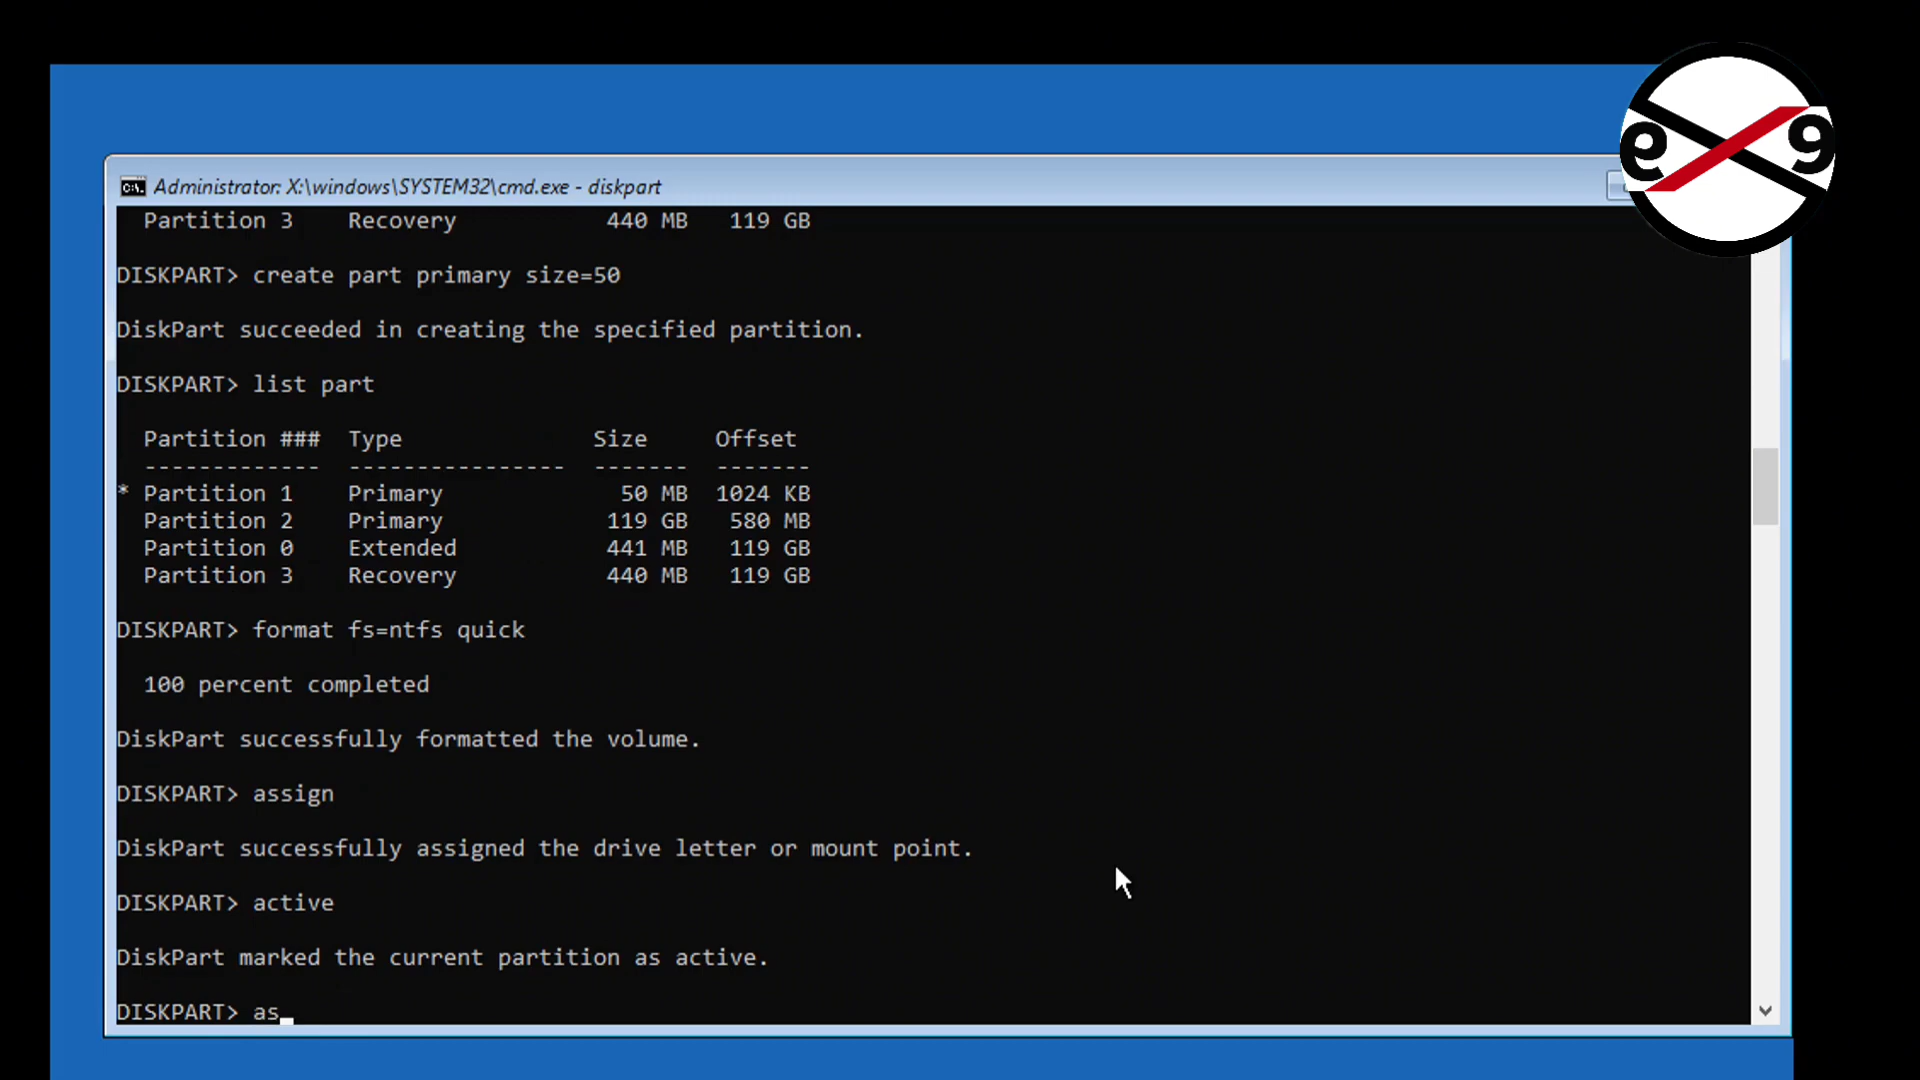 e9
Administrator: X:\windows\SYSTEM32\cmd.exe - diskpart
Partition 3    Recovery           440 MB   119 GB
DISKPART> create part primary size=50
DiskPart succeeded in creating the specified partition.
DISKPART> list part
Partition ###  Type              Size     Offset
-------------  ----------------  -------  -------
* Partition 1    Primary             50 MB  1024 KB
Partition 2    Primary            119 GB   580 MB
Partition 0    Extended           441 MB   119 GB
Partition 3    Recovery           440 MB   119 GB
DISKPART> format fs=ntfs quick
100 percent completed
DiskPart successfully formatted the volume.
DISKPART> assign
DiskPart successfully assigned the drive letter or mount point.
DISKPART> active
DiskPart marked the current partition as active.
DISKPART> as_